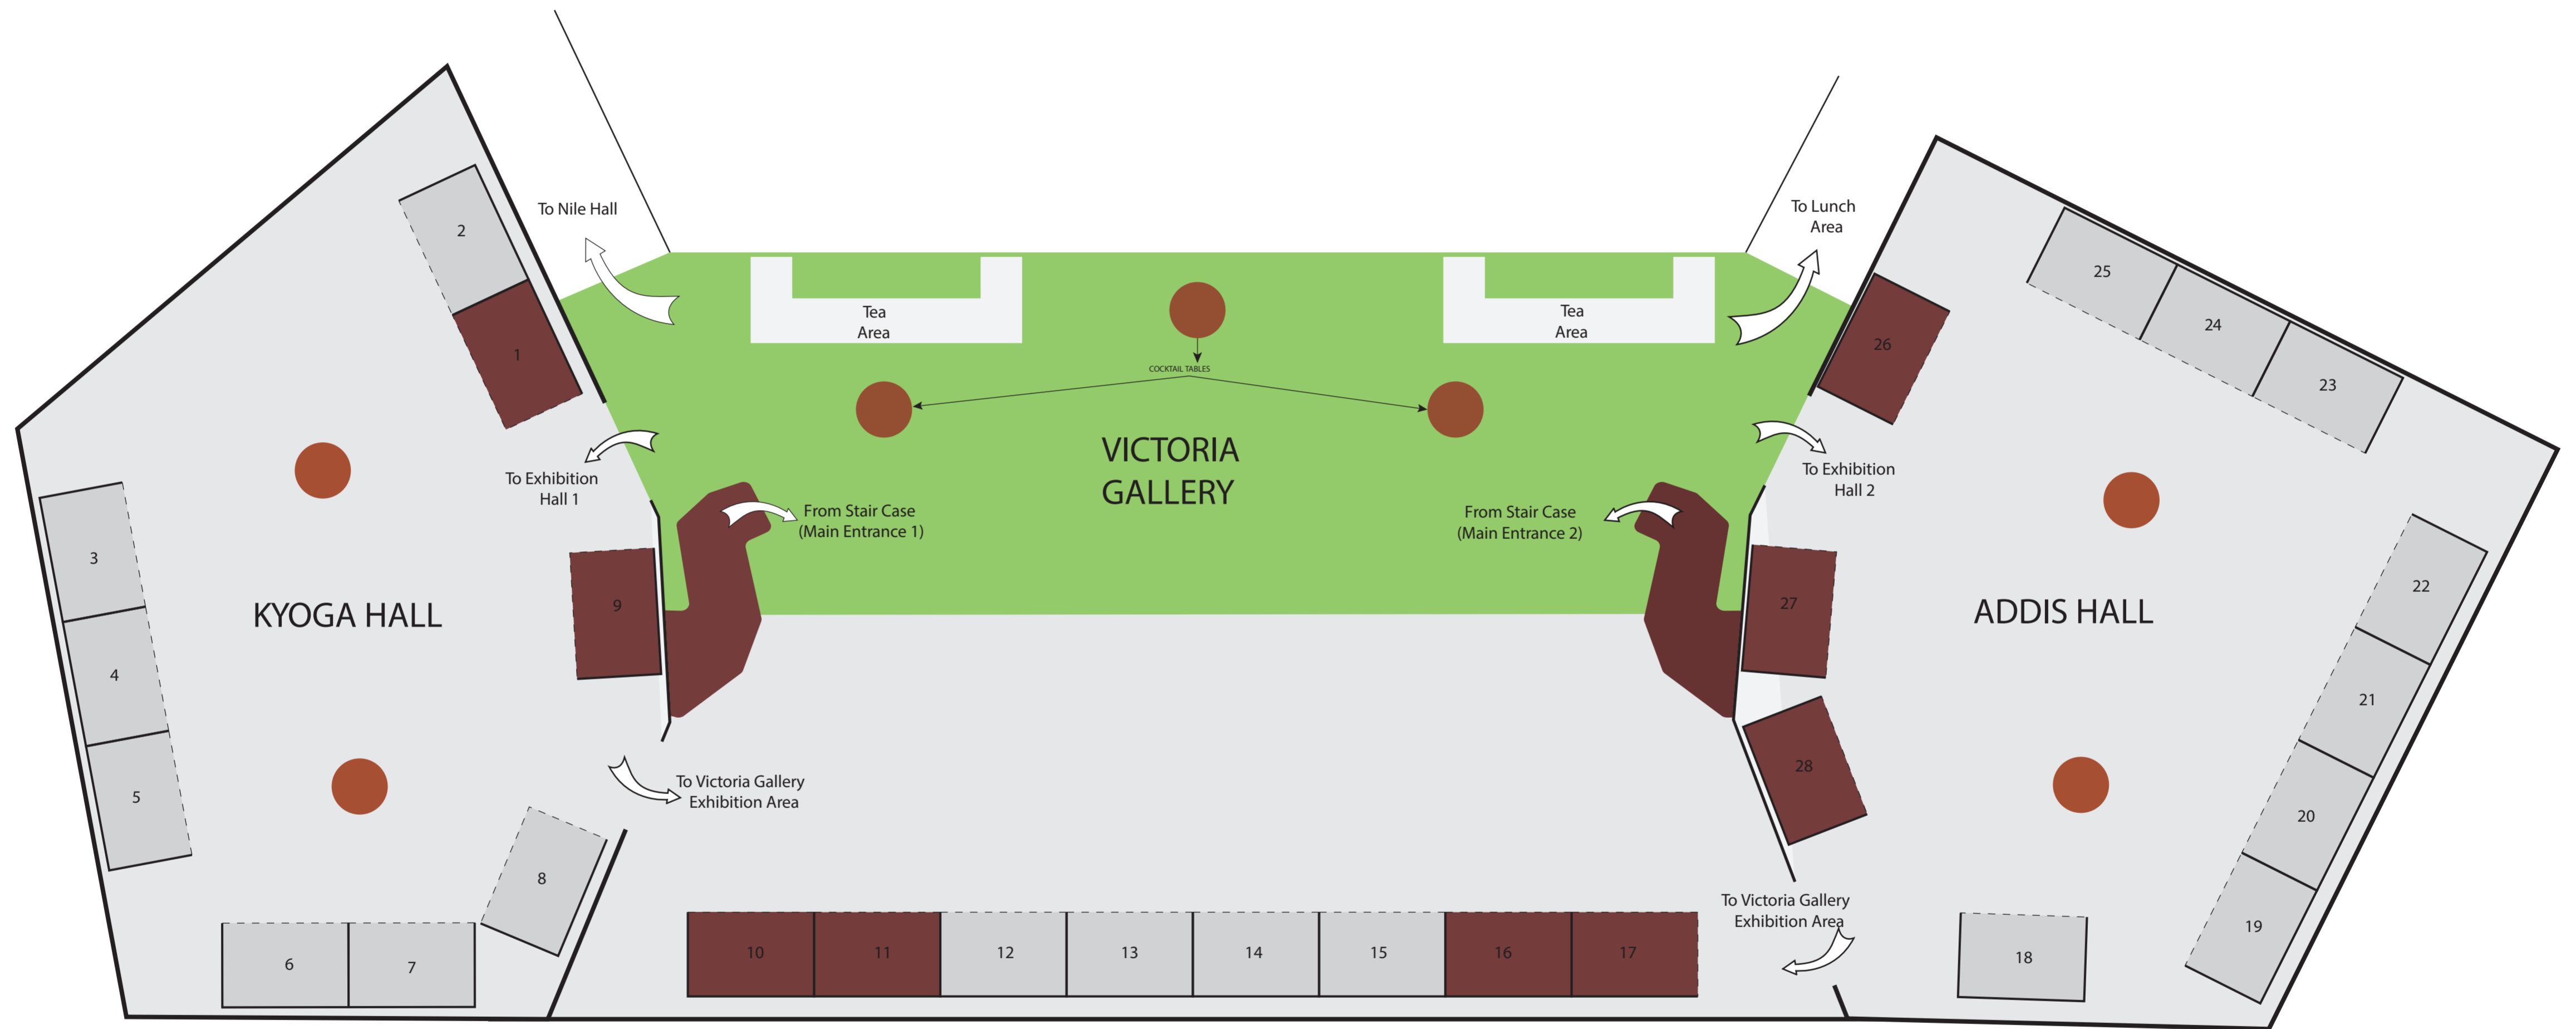 To Nile Hall
To Lunch
Area
2
1
25
24
23
26
Tea
Area
Tea
Area
COCKTAIL TABLES
VICTORIA
GALLERY
To Exhibition
Hall 1
To Exhibition
Hall 2
From Stair Case
(Main Entrance 1)
From Stair Case
(Main Entrance 2)
3
4
5
KYOGA HALL
9
27
28
ADDIS HALL
22
21
20
19
To Victoria Gallery
Exhibition Area
To Victoria Gallery
Exhibition Area
8
6
7
10
11
12
13
14
15
16
17
18